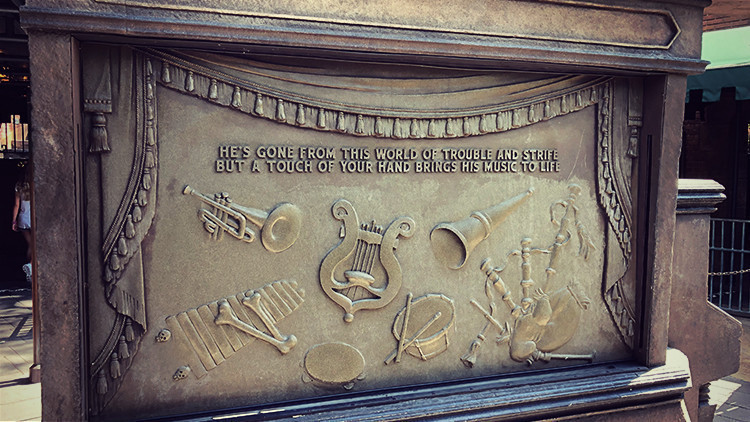 HE'S GONE FROM THIS WORLD OF TROUBLE AND STRIFE
BUT A TOUCH OF YOUR HAND BRINGS HIS MUSIC TO LIFE